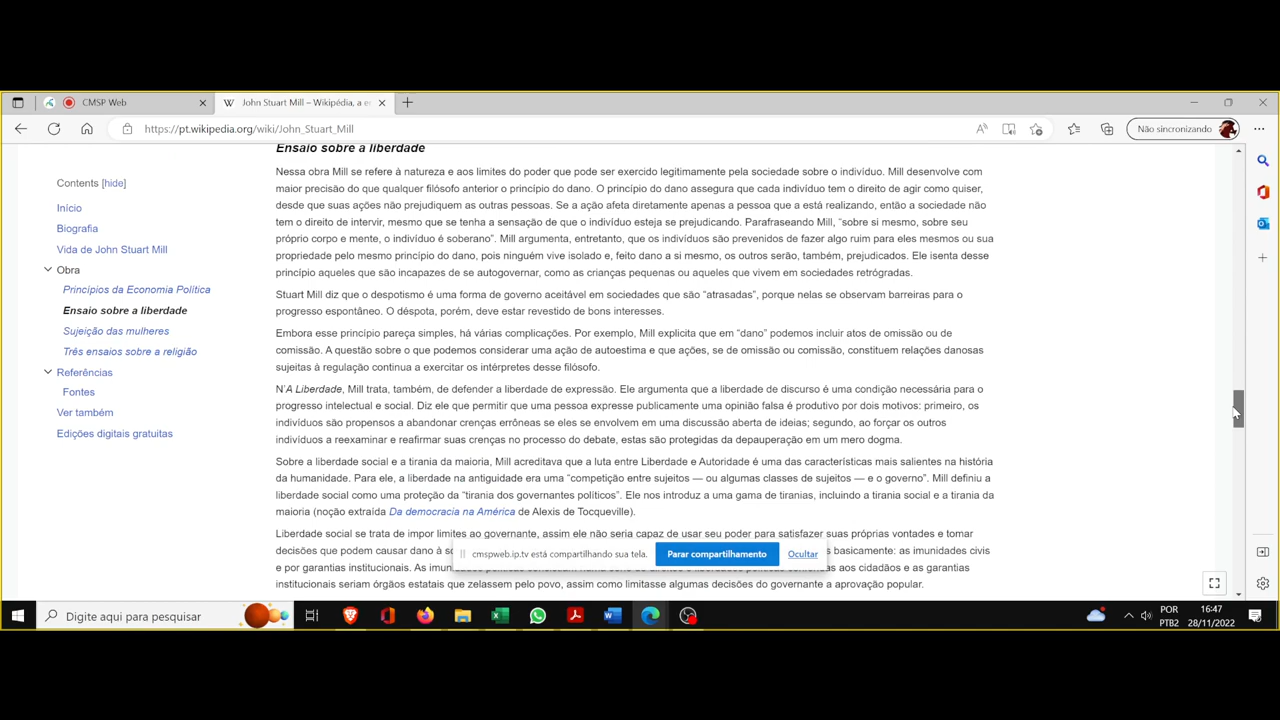 CMSP Web
John Stuart Mill – Wikipédia, a en
https://pt.wikipedia.org/wiki/John_Stuart_Mill
Não sincronizando
Contents [hide]
Início
Biografia
Vida de John Stuart Mill
Obra
Princípios da Economia Política
Ensaio sobre a liberdade
Sujeição das mulheres
Três ensaios sobre a religião
Referências
Fontes
Ver também
Edições digitais gratuitas
Ensaio sobre a liberdade
Nessa obra Mill se refere à natureza e aos limites do poder que pode ser exercido legitimamente pela sociedade sobre o indivíduo. Mill desenvolve com
maior precisão do que qualquer filósofo anterior o princípio do dano. O princípio do dano assegura que cada indivíduo tem o direito de agir como quiser,
desde que suas ações não prejudiquem as outras pessoas. Se a ação afeta diretamente apenas a pessoa que a está realizando, então a sociedade não
tem o direito de intervir, mesmo que se tenha a sensação de que o indivíduo esteja se prejudicando. Parafraseando Mill, “sobre si mesmo, sobre seu
próprio corpo e mente, o indivíduo é soberano”. Mill argumenta, entretanto, que os indivíduos são prevenidos de fazer algo ruim para eles mesmos ou sua
propriedade pelo mesmo princípio do dano, pois ninguém vive isolado e, feito dano a si mesmo, os outros serão, também, prejudicados. Ele isenta desse
princípio aqueles que são incapazes de se autogovernar, como as crianças pequenas ou aqueles que vivem em sociedades retrógradas.
Stuart Mill diz que o despotismo é uma forma de governo aceitável em sociedades que são “atrasadas”, porque nelas se observam barreiras para o
progresso espontâneo. O déspota, porém, deve estar revestido de bons interesses.
Embora esse princípio pareça simples, há várias complicações. Por exemplo, Mill explicita que em “dano” podemos incluir atos de omissão ou de
comissão. A questão sobre o que podemos considerar uma ação de autoestima e que ações, se de omissão ou comissão, constituem relações danosas
sujeitas à regulação continua a exercitar os intérpretes desse filósofo.
N’A Liberdade, Mill trata, também, de defender a liberdade de expressão. Ele argumenta que a liberdade de discurso é uma condição necessária para o
progresso intelectual e social. Diz ele que permitir que uma pessoa expresse publicamente uma opinião falsa é produtivo por dois motivos: primeiro, os
indivíduos são propensos a abandonar crenças errôneas se eles se envolvem em uma discussão aberta de ideias; segundo, ao forçar os outros
indivíduos a reexaminar e reafirmar suas crenças no processo do debate, estas são protegidas da depauperação em um mero dogma.
Sobre a liberdade social e a tirania da maioria, Mill acreditava que a luta entre Liberdade e Autoridade é uma das características mais salientes na história
da humanidade. Para ele, a liberdade na antiguidade era uma “competição entre sujeitos — ou algumas classes de sujeitos — e o governo”. Mill definiu a
liberdade social como uma proteção da “tirania dos governantes políticos”. Ele nos introduz a uma gama de tiranias, incluindo a tirania social e a tirania da
maioria (noção extraída Da democracia na América de Alexis de Tocqueville).
Liberdade social se trata de impor limites ao governante, assim ele não seria capaz de usar seu poder para satisfazer suas próprias vontades e tomar
decisões que podem causar dano à so basicamente: as imunidades civis
e por garantias institucionais. As imun aos cidadãos e as garantias
institucionais seriam órgãos estatais que zelassem pelo povo, assim como limitasse algumas decisões do governante a aprovação popular.
cmspweb.ip.tv está compartilhando sua tela.
Parar compartilhamento
Ocultar
Digite aqui para pesquisar
POR
PTB2
16:47
28/11/2022